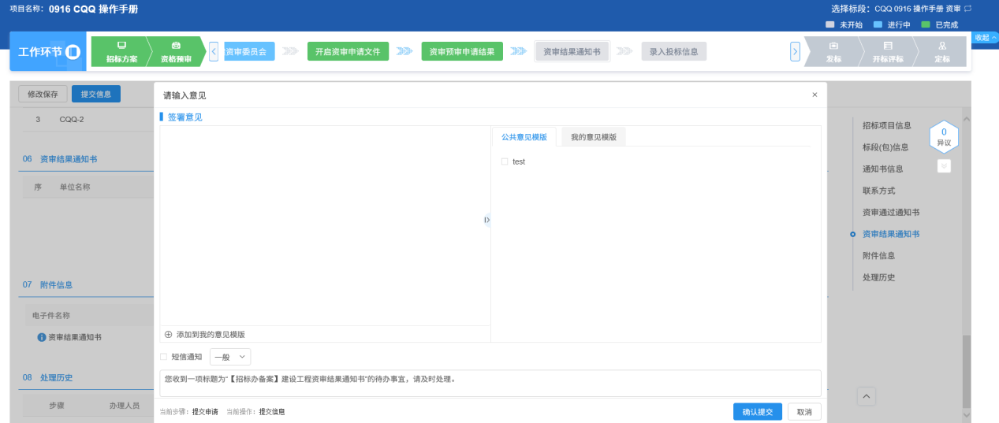 项目名称: 0916 CQQ 操作手册
选择标段: CQQ 0916 操作手册 资审
未开始 进行中 已完成
收起
工作环节
招标方案
资格预审
资审委员会
开启资审申请文件
资审预审申请结果
资审结果通知书
录入投标信息
发标
开标评标
定标
修改保存 提交信息
请输入意见 ×
3 CQQ-2
签署意见
公共意见模版 我的意见模版
test
招标项目信息
标段(包)信息
通知书信息
联系方式
资审通过通知书
资审结果通知书
附件信息
处理历史
0
异议
06 资审结果通知书
序 单位名称
07 附件信息
电子件名称
资审结果通知书
添加到我的意见模版
短信通知 一般
08 处理历史
您收到一项标题为“【招标办备案】建设工程资审结果通知书”的待办事宜，请及时处理。
步骤 办理人员
当前步骤: 提交申请 当前操作: 提交信息
确认提交 取消